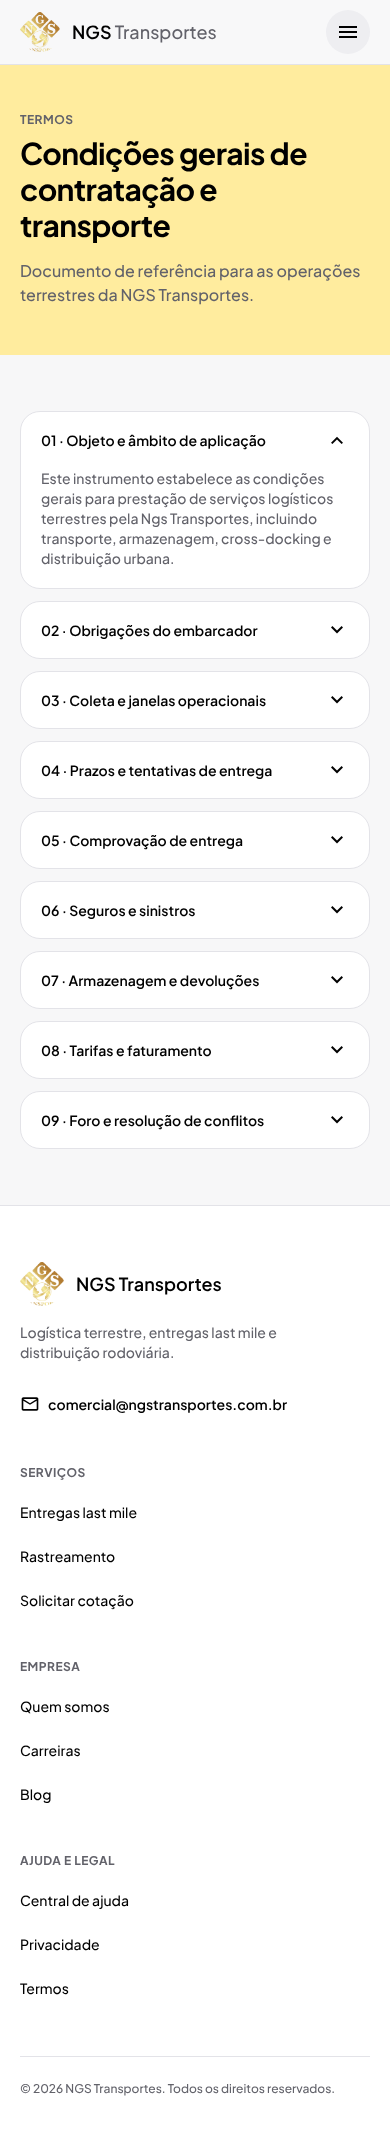 NGS
NGS Transportes
TERMOS
Condições gerais de
contratação e
transporte
Documento de referência para as operações
terrestres da NGS Transportes.
01 · Objeto e âmbito de aplicação
Este instrumento estabelece as condições
gerais para prestação de serviços logísticos
terrestres pela Ngs Transportes, incluindo
transporte, armazenagem, cross-docking e
distribuição urbana.
02 · Obrigações do embarcador
03 · Coleta e janelas operacionais
04 · Prazos e tentativas de entrega
05 · Comprovação de entrega
06 · Seguros e sinistros
07 · Armazenagem e devoluções
08 · Tarifas e faturamento
09 · Foro e resolução de conflitos
NGS
NGS Transportes
Logística terrestre, entregas last mile e
distribuição rodoviária.
comercial@ngstransportes.com.br
SERVIÇOS
Entregas last mile
Rastreamento
Solicitar cotação
EMPRESA
Quem somos
Carreiras
Blog
AJUDA E LEGAL
Central de ajuda
Privacidade
Termos
© 2026 NGS Transportes. Todos os direitos reservados.